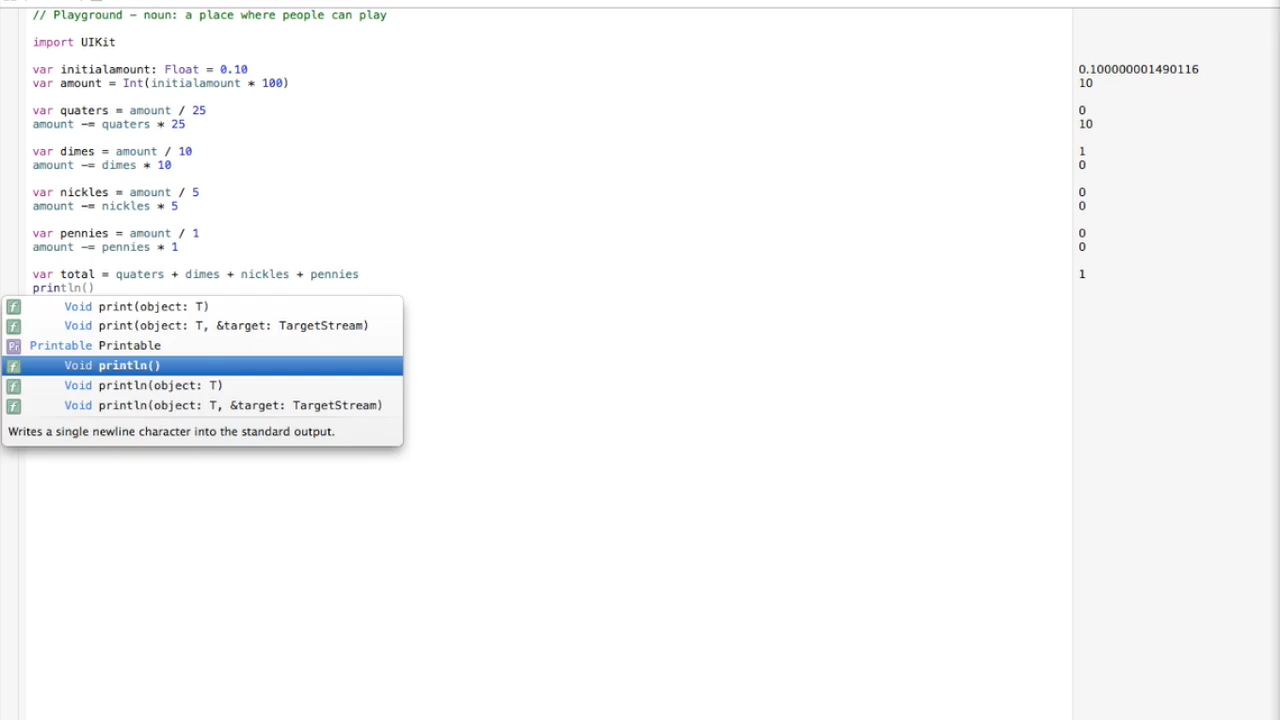 // Playground - noun: a place where people can play
import UIKit
var initialamount: Float = 0.10
0.100000001490116
var amount = Int(initialamount * 100)
10
var quaters = amount / 25
0
amount -= quaters * 25
10
var dimes = amount / 10
1
amount -= dimes * 10
0
var nickles = amount / 5
0
amount -= nickles * 5
0
var pennies = amount / 1
0
amount -= pennies * 1
0
var total = quaters + dimes + nickles + pennies
1
println()
f Void print(object: T)
f Void print(object: T, &target: TargetStream)
Pr Printable Printable
f Void println()
f Void println(object: T)
f Void println(object: T, &target: TargetStream)
Writes a single newline character into the standard output.